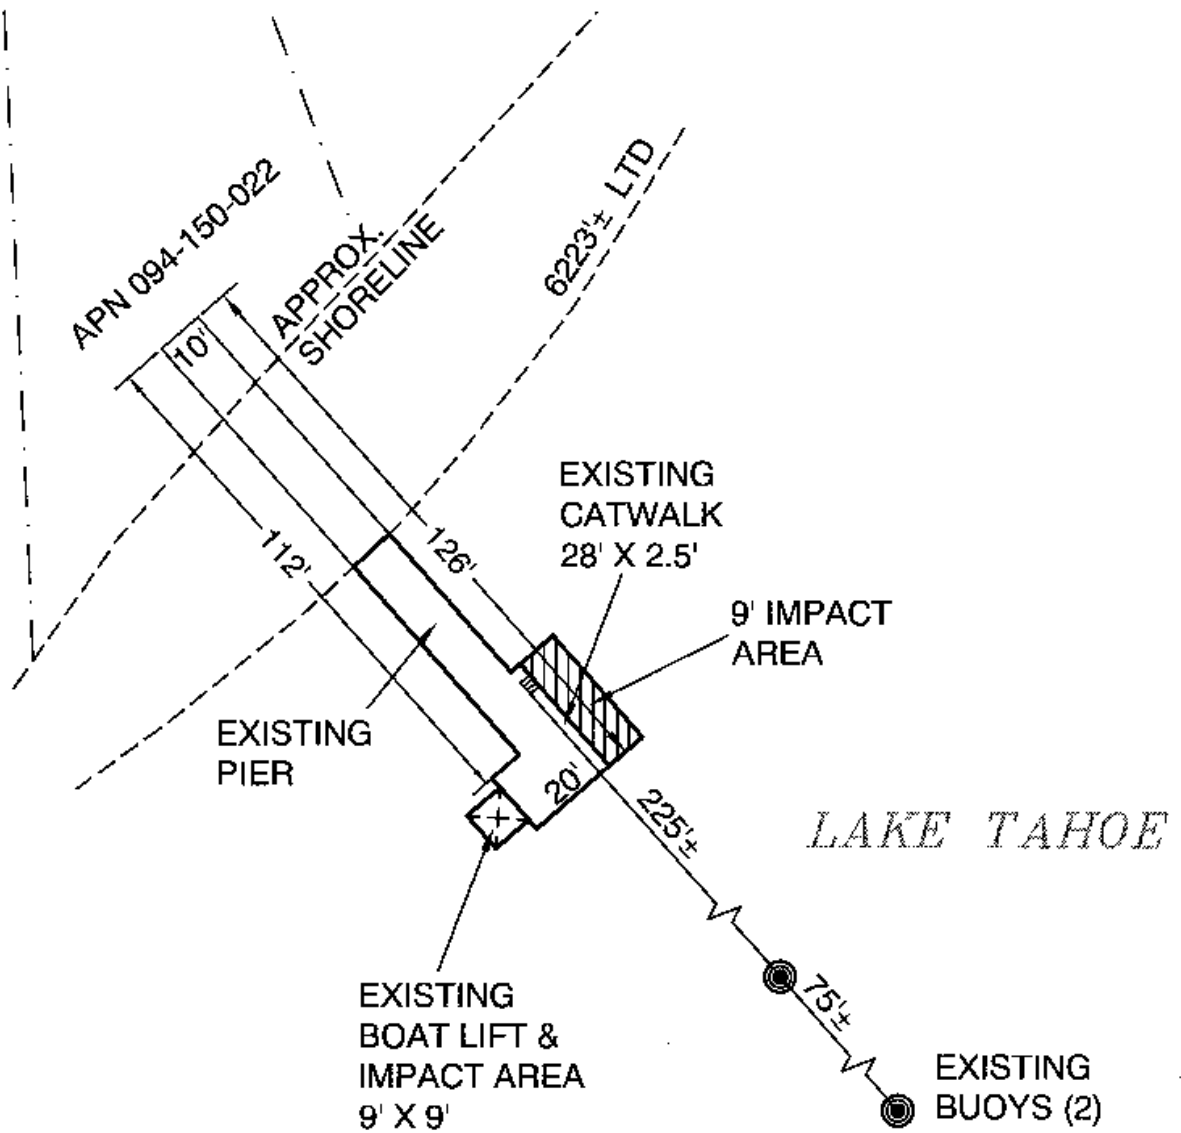 APN 094-150-022
APPROX.
SHORELINE
6223'± LTD
10'
112'
126'
EXISTING
CATWALK
28' X 2.5'
9' IMPACT
AREA
EXISTING
PIER
20'
225'±
LAKE TAHOE
75'±
EXISTING
BOAT LIFT &
IMPACT AREA
9' X 9'
EXISTING
BUOYS (2)